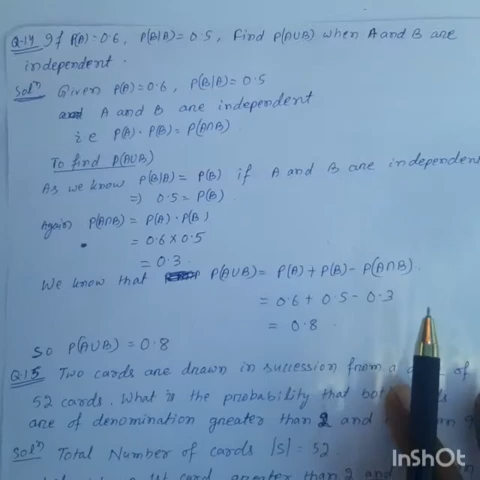 Q.14 If P(A)=0.6, P(B|A)=0.5, Find P(A∪B) when A and B are
independent.
Solⁿ Given P(A)=0.6, P(B|A)=0.5
A and B are independent
i.e P(A)·P(B)=P(A∩B)
To find P(A∪B)
As we know P(B|A)=P(B) if A and B are independent
=) 0.5=P(B)
Again P(A∩B)=P(A)·P(B)
=0.6×0.5
=0.3
We know that P(A∪B)=P(A)+P(B)-P(A∩B)
=0.6+0.5-0.3
=0.8
So P(A∪B)=0.8
Q.15 Two cards are drawn in succession from a of
52 cards. What is the probability that
are of denomination greater than 2 and
Solⁿ Total Number of cards |S|=52.
card greater than 2 and
InShOt